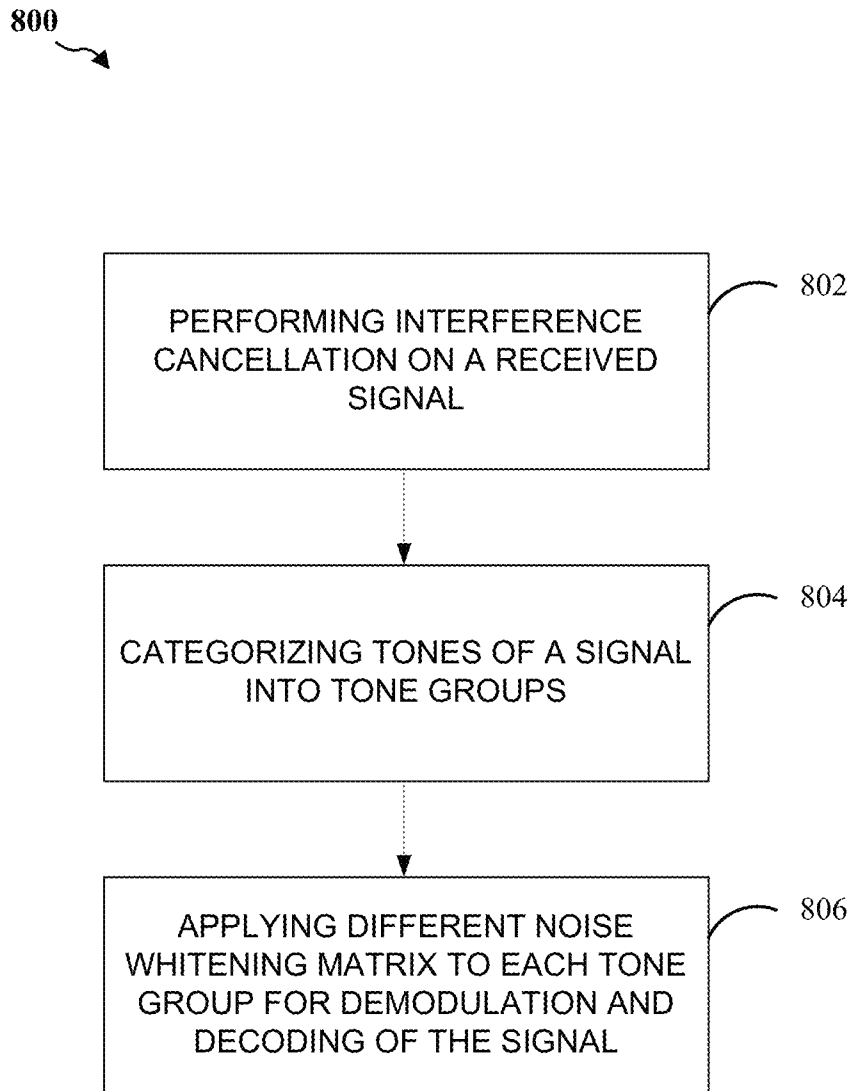 800
PERFORMING INTERFERENCE
CANCELLATION ON A RECEIVED
SIGNAL
802
CATEGORIZING TONES OF A SIGNAL
INTO TONE GROUPS
804
APPLYING DIFFERENT NOISE
WHITENING MATRIX TO EACH TONE
GROUP FOR DEMODULATION AND
DECODING OF THE SIGNAL
806